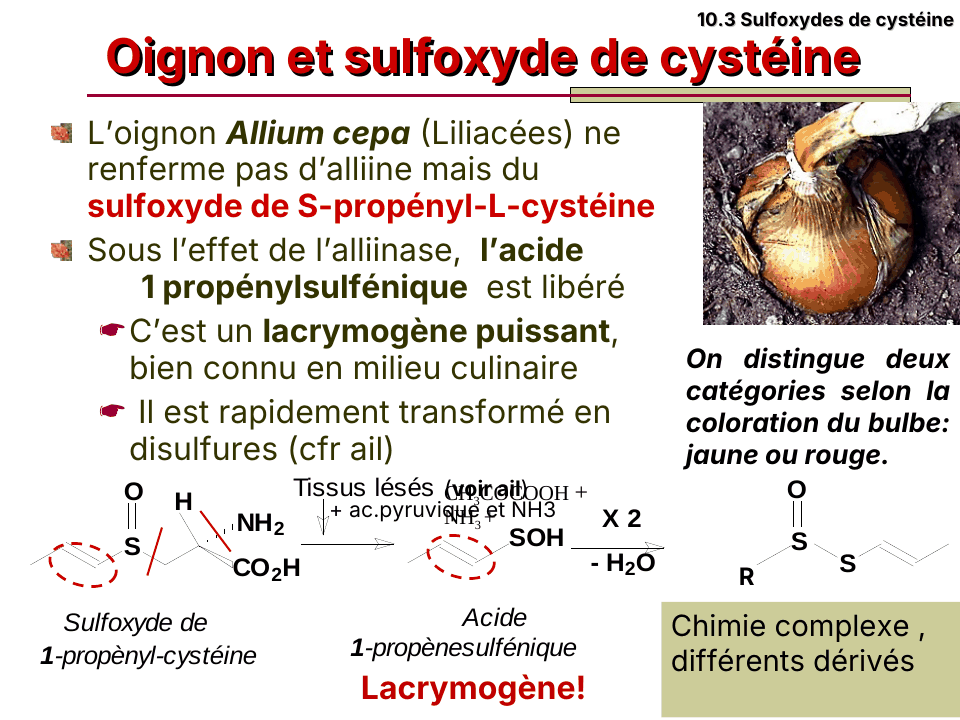 10.3 Sulfoxydes de cystéine
Oignon et sulfoxyde de cystéine
L’oignon Allium cepa (Liliacées) ne
renferme pas d’alliine mais du
sulfoxyde de S-propényl-L-cystéine
Sous l’effet de l’alliinase, l’acide
1 propénylsulfénique est libéré
C’est un lacrymogène puissant,
bien connu en milieu culinaire
Il est rapidement transformé en
disulfures (cfr ail)
On distingue deux
catégories selon la
coloration du bulbe:
jaune ou rouge.
Tissus lésés (voir ail)
CH3COCOOH +
+ ac.pyruvique et NH3
NH3 +
O
H
NH2
S
CO2H
SOH
X 2
- H2O
O
S
S
R
Sulfoxyde de
1-propènyl-cystéine
Acide
1-propènesulfénique
Lacrymogène!
Chimie complexe ,
différents dérivés